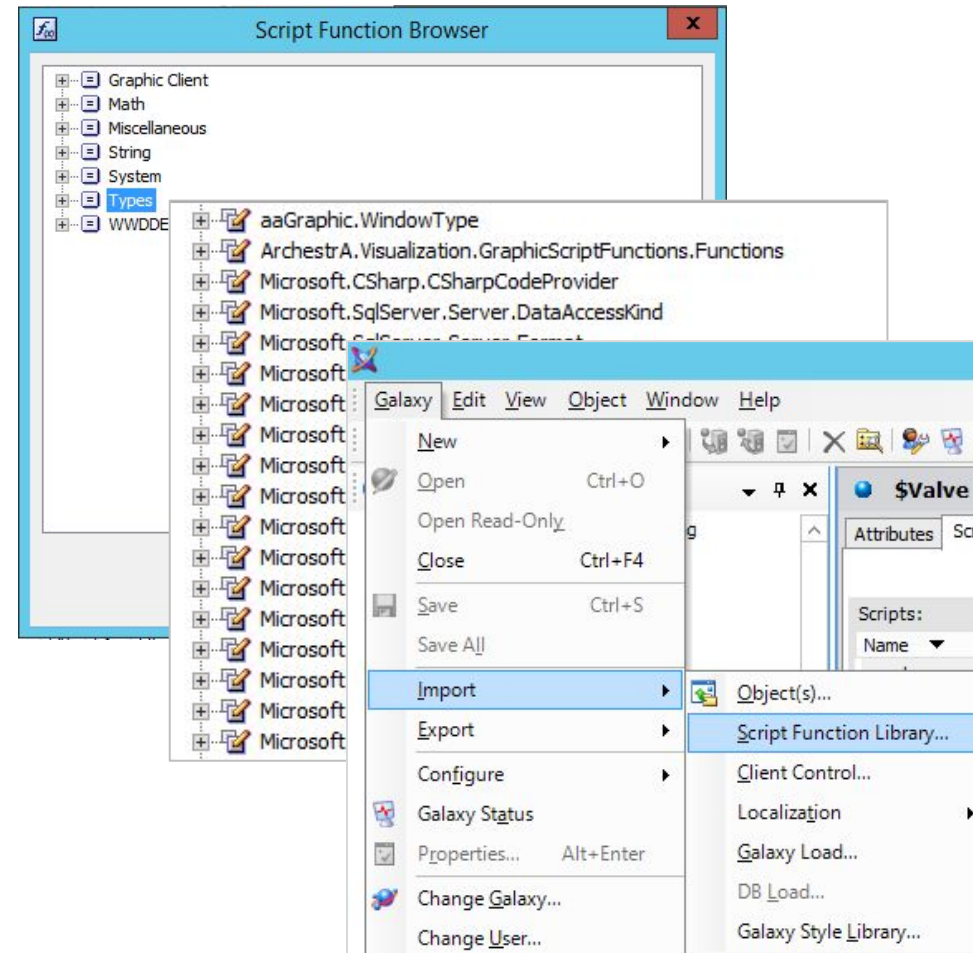 Script Function Browser
x
Graphic Client
Math
Miscellaneous
String
System
Types
WWDDE
aaGraphic.WindowType
ArchestrA.Visualization.GraphicScriptFunctions.Functions
Microsoft.CSharp.CSharpCodeProvider
Microsoft.SqlServer.Server.DataAccessKind
Microsoft.SqlServer.Server.Format
Microsoft
Microsoft
Microsoft
Microsoft
Microsoft
Microsoft
Microsoft
Microsoft
Microsoft
Microsoft
Microsoft
Microsoft
Microsoft
Galaxy Edit View Object Window Help
New
Open Ctrl+O
Open Read-Only
Close Ctrl+F4
Save Ctrl+S
Save All
Import
Export
Configure
Galaxy Status
Properties... Alt+Enter
Change Galaxy...
Change User...
g
$Valve
Attributes Scr
Scripts:
Name
Object(s)...
Script Function Library...
Client Control...
Localization
Galaxy Load...
DB Load...
Galaxy Style Library...